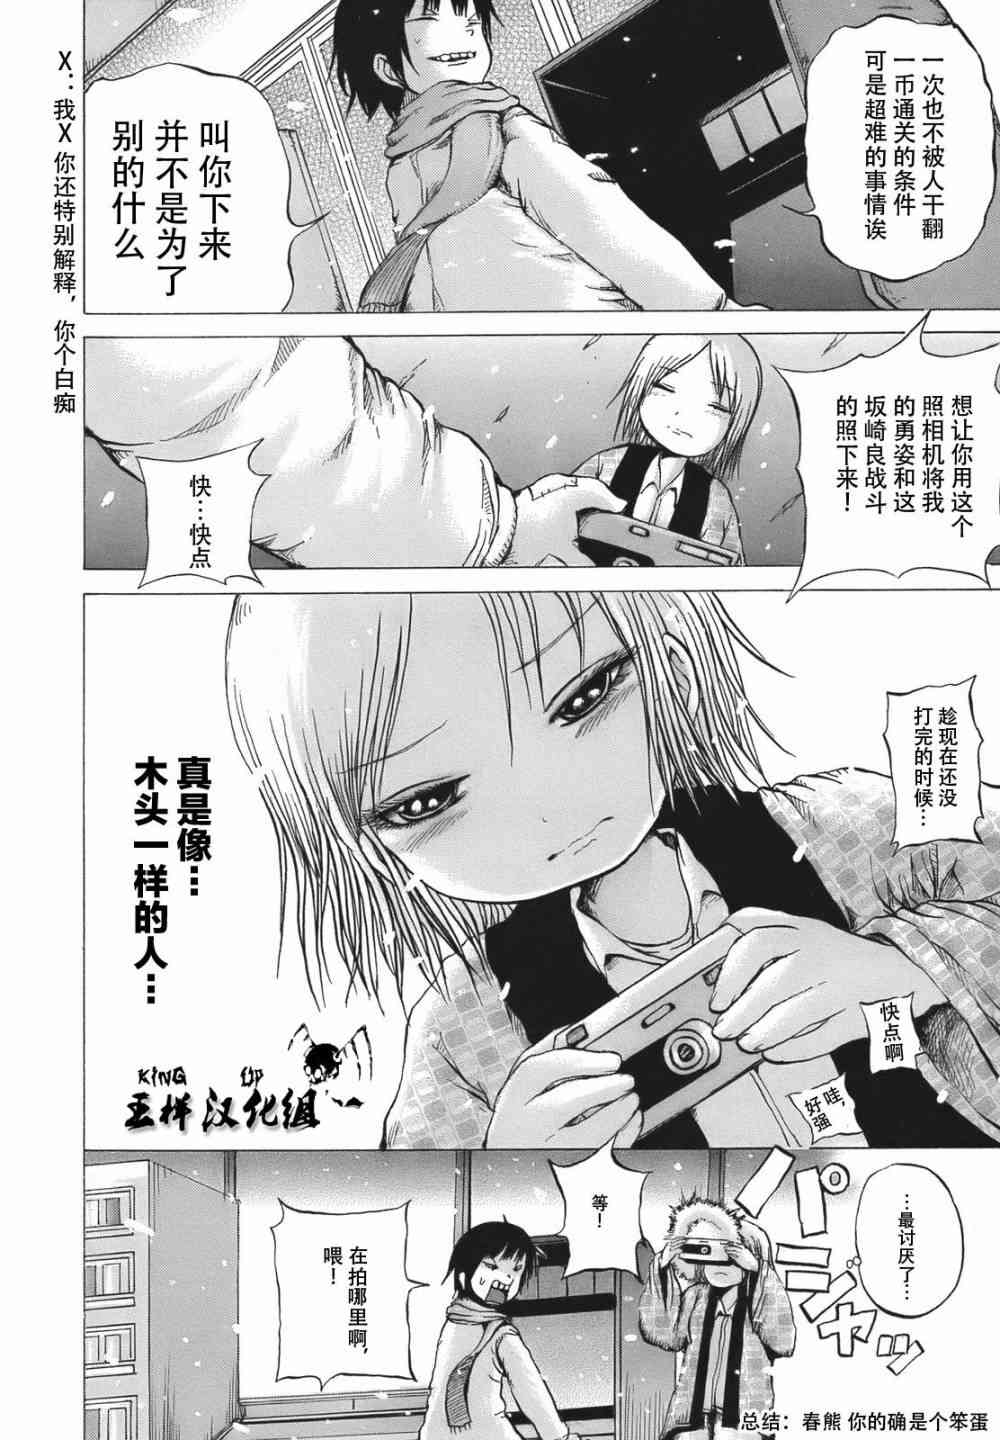 一次也不被人干翻
一币通关的条件
可是超难的事情诶
叫你下来
并不是为了
别的什么
X：我X 你还特别解释，你个白痴
想让你用这个
照相机将我
的勇姿和这
坂崎良战斗
的照下来！
快…快点
趁现在还没
打完的时候…
真是像…
木头一样的人…
快点啊
哇，
好强
KING 御
王样汉化组
…最讨厌了…
パシャッ
パシャッ
等！
在拍哪里啊，
喂！
总结：春熊 你的确是个笨蛋